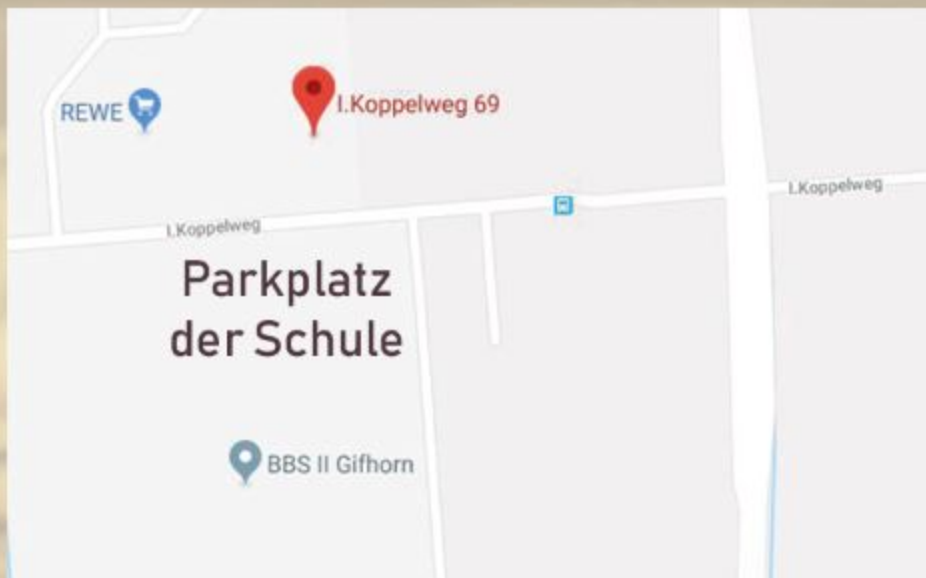 REWE
I.Koppelweg 69
I.Koppelweg
I.Koppelweg
Parkplatz
der Schule
BBS II Gifhorn